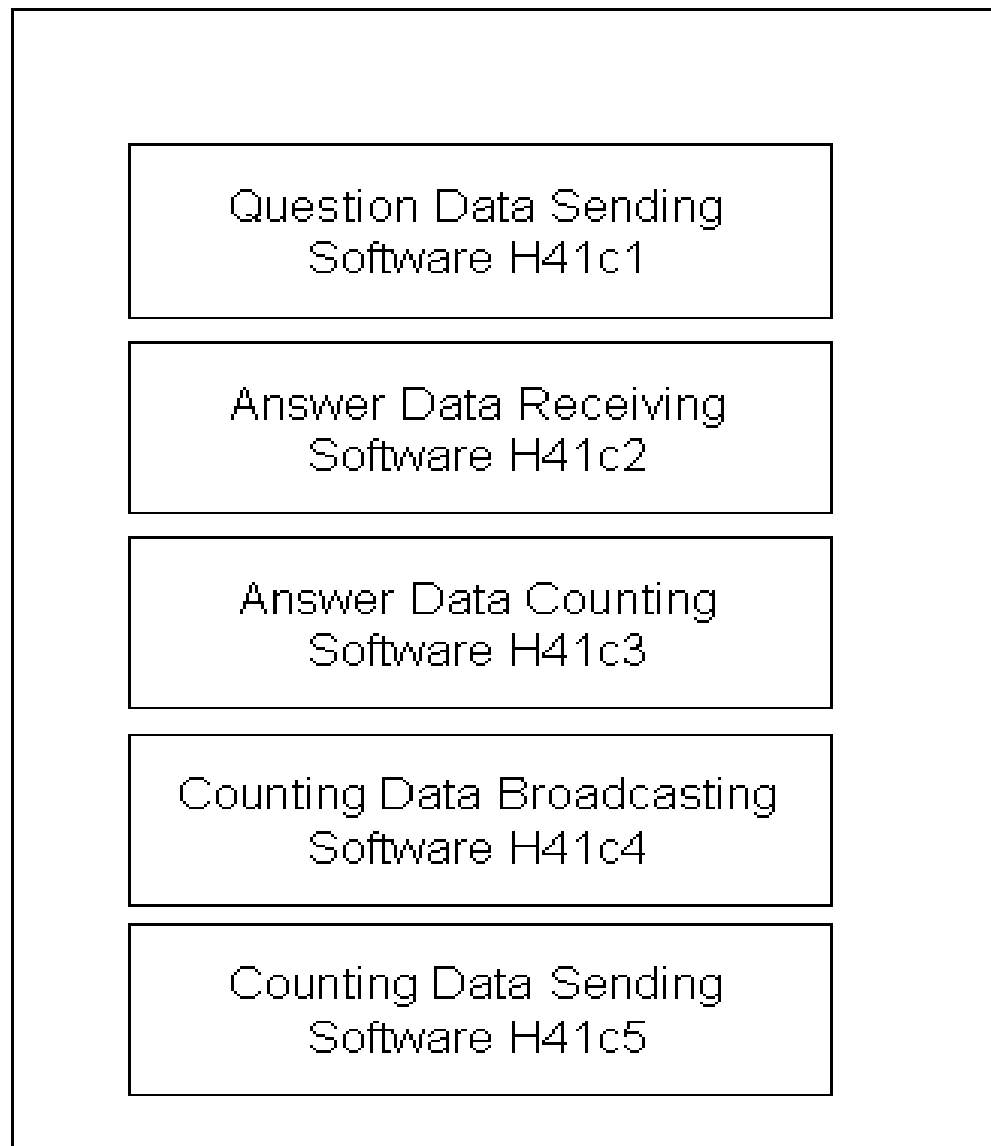 Question Data Sending
Software H41c1
Answer Data Receiving
Software H41c2
Answer Data Counting
Software H41c3
Counting Data Broadcasting
Software H41c4
Counting Data Sending
Software H41c5